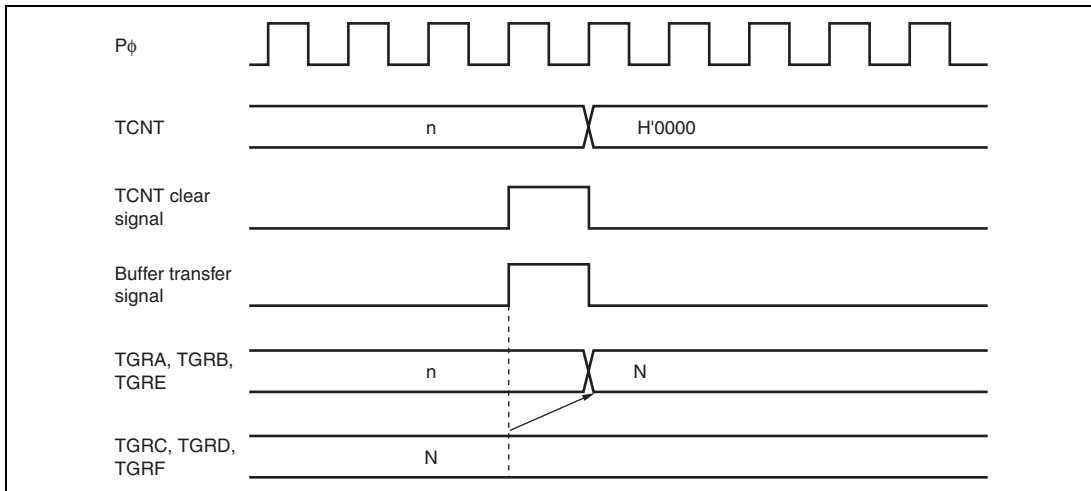 Pϕ
TCNT
n
H'0000
TCNT clear
signal
Buffer transfer
signal
TGRA, TGRB,
TGRE
n
N
TGRC, TGRD,
TGRF
N